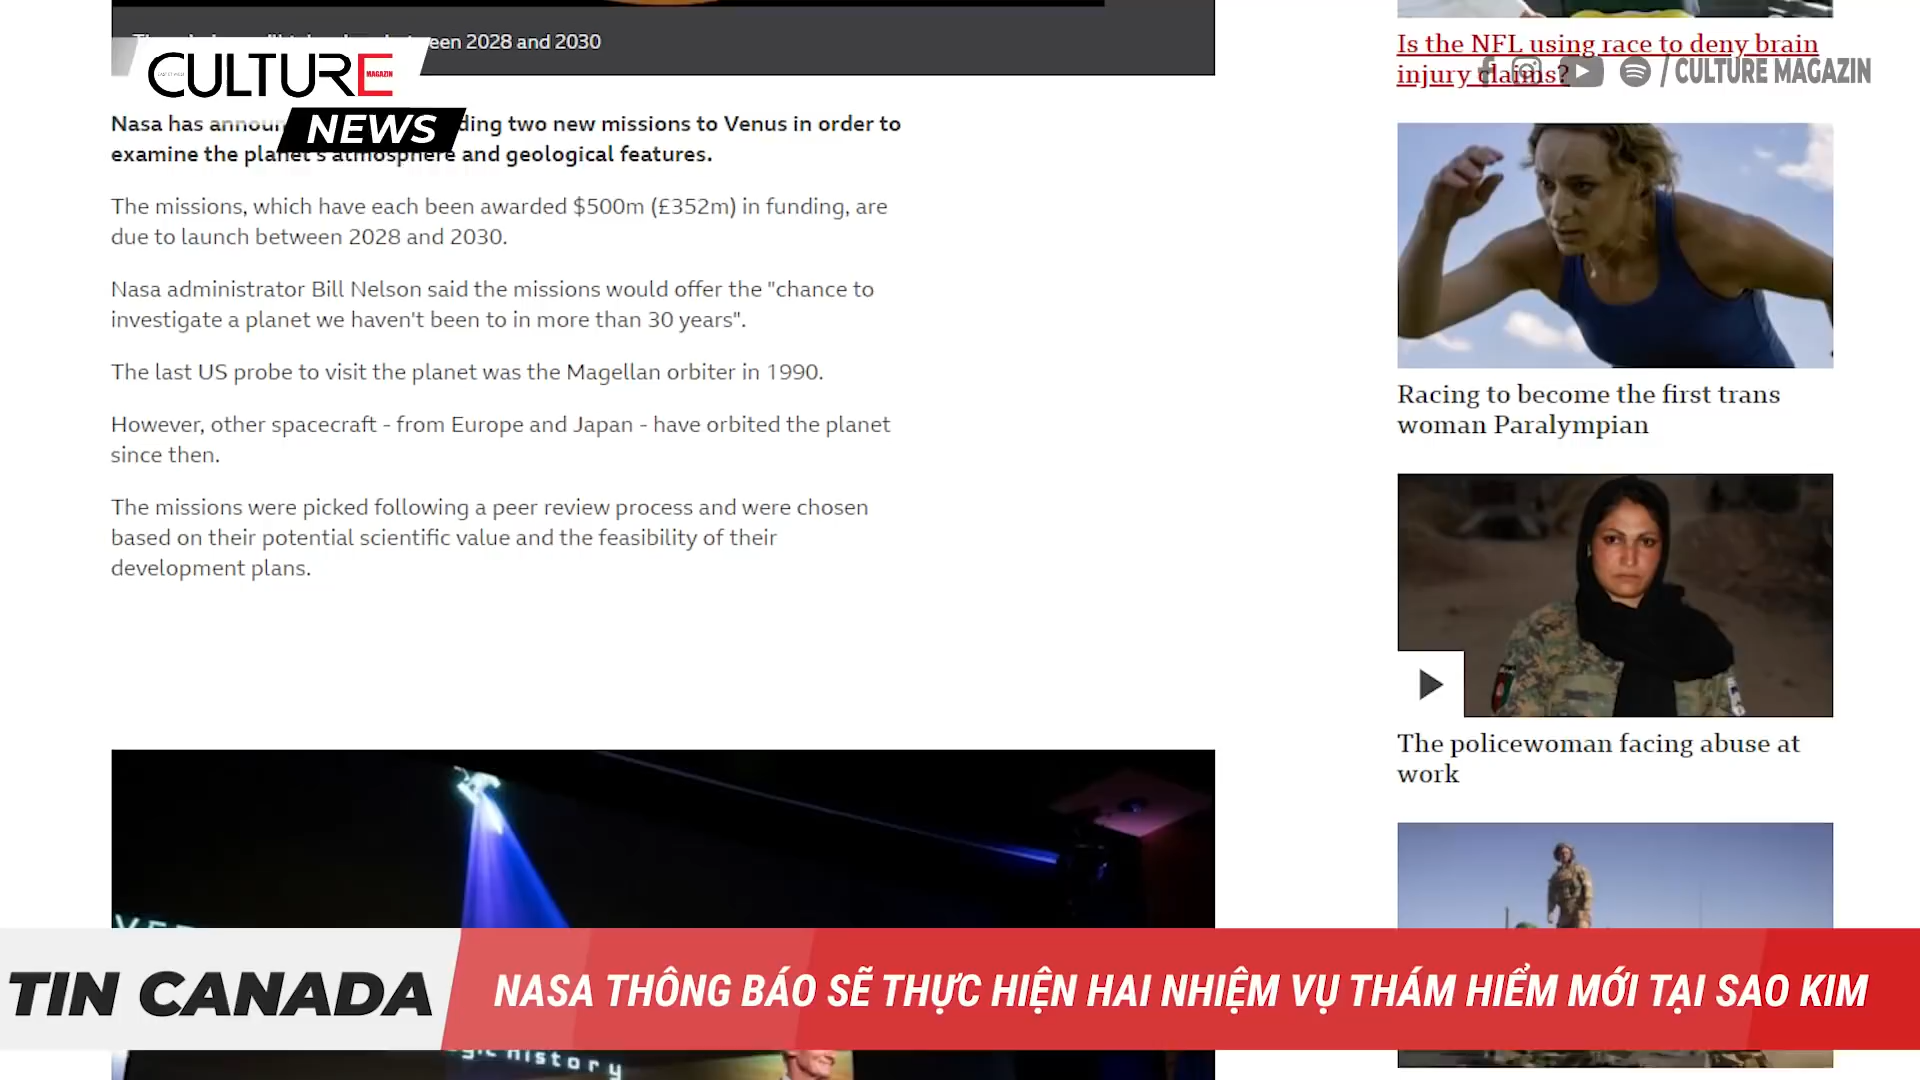 between 2028 and 2030
CULTURE
MAGAZIN
NEWS
Nasa has announ ding two new missions to Venus in order to
examine the planet's atmosphere and geological features.
The missions, which have each been awarded $500m (£352m) in funding, are
due to launch between 2028 and 2030.
Nasa administrator Bill Nelson said the missions would offer the "chance to
investigate a planet we haven't been to in more than 30 years".
The last US probe to visit the planet was the Magellan orbiter in 1990.
However, other spacecraft - from Europe and Japan - have orbited the planet
since then.
The missions were picked following a peer review process and were chosen
based on their potential scientific value and the feasibility of their
development plans.
Is the NFL using race to deny brain
injury claims?
/ CULTURE MAGAZIN
Racing to become the first trans
woman Paralympian
The policewoman facing abuse at
work
TIN CANADA
NASA THÔNG BÁO SẼ THỰC HIỆN HAI NHIỆM VỤ THÁM HIỂM MỚI TẠI SAO KIM
history